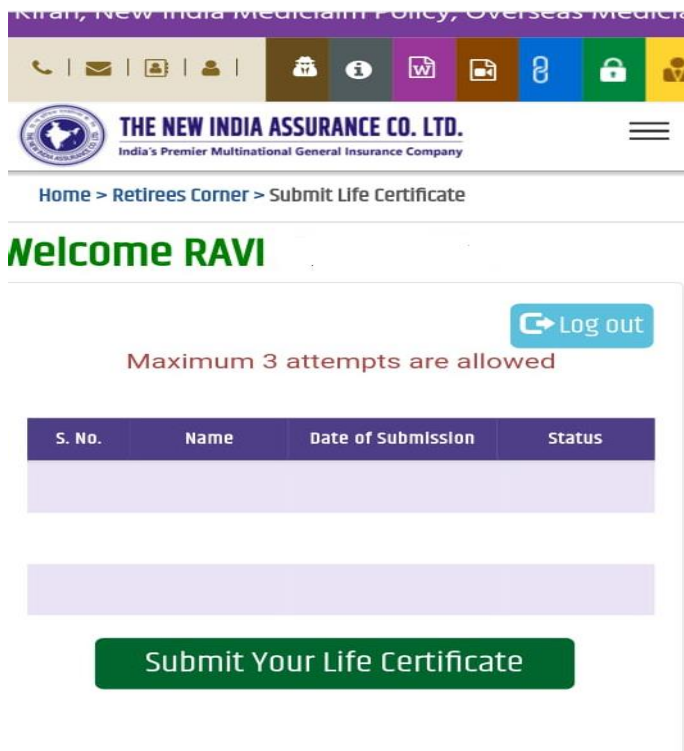 Kiran, New India Mediclaim Policy, Overseas
THE NEW INDIA ASSURANCE CO. LTD.
India's Premier Multinational General Insurance Company
Home > Retirees Corner > Submit Life Certificate
Welcome RAVI
Log out
Maximum 3 attempts are allowed
S. No. Name Date of Submission Status
Submit Your Life Certificate